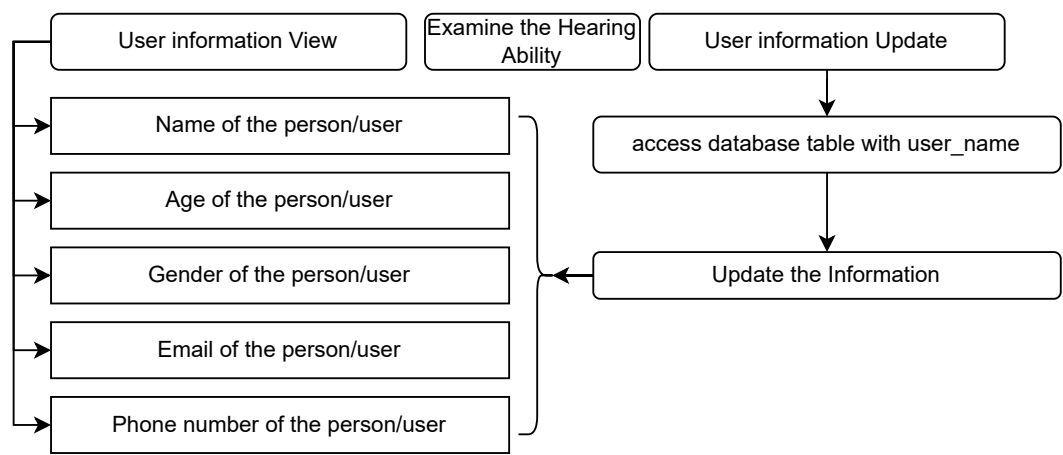 User information View
Examine the Hearing
Ability
User information Update
Name of the person/user
access database table with user_name
Age of the person/user
Gender of the person/user
Update the Information
Email of the person/user
Phone number of the person/user